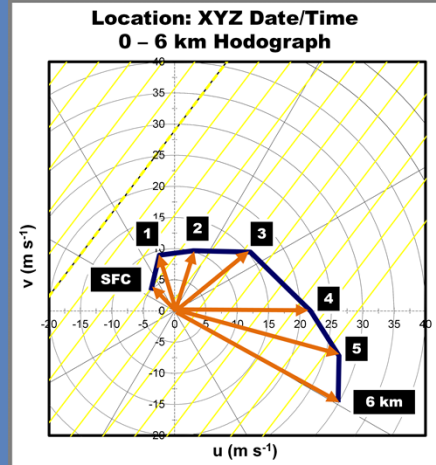 Location: XYZ Date/Time
0 – 6 km Hodograph
40
35
30
25
20
15
10
5
0
-5
-10
-15
-20
v (m s⁻¹)
1
2
3
SFC
4
5
6 km
-20 -15 -10 -5 0 5 10 15 20 25 30 35 40
u (m s⁻¹)